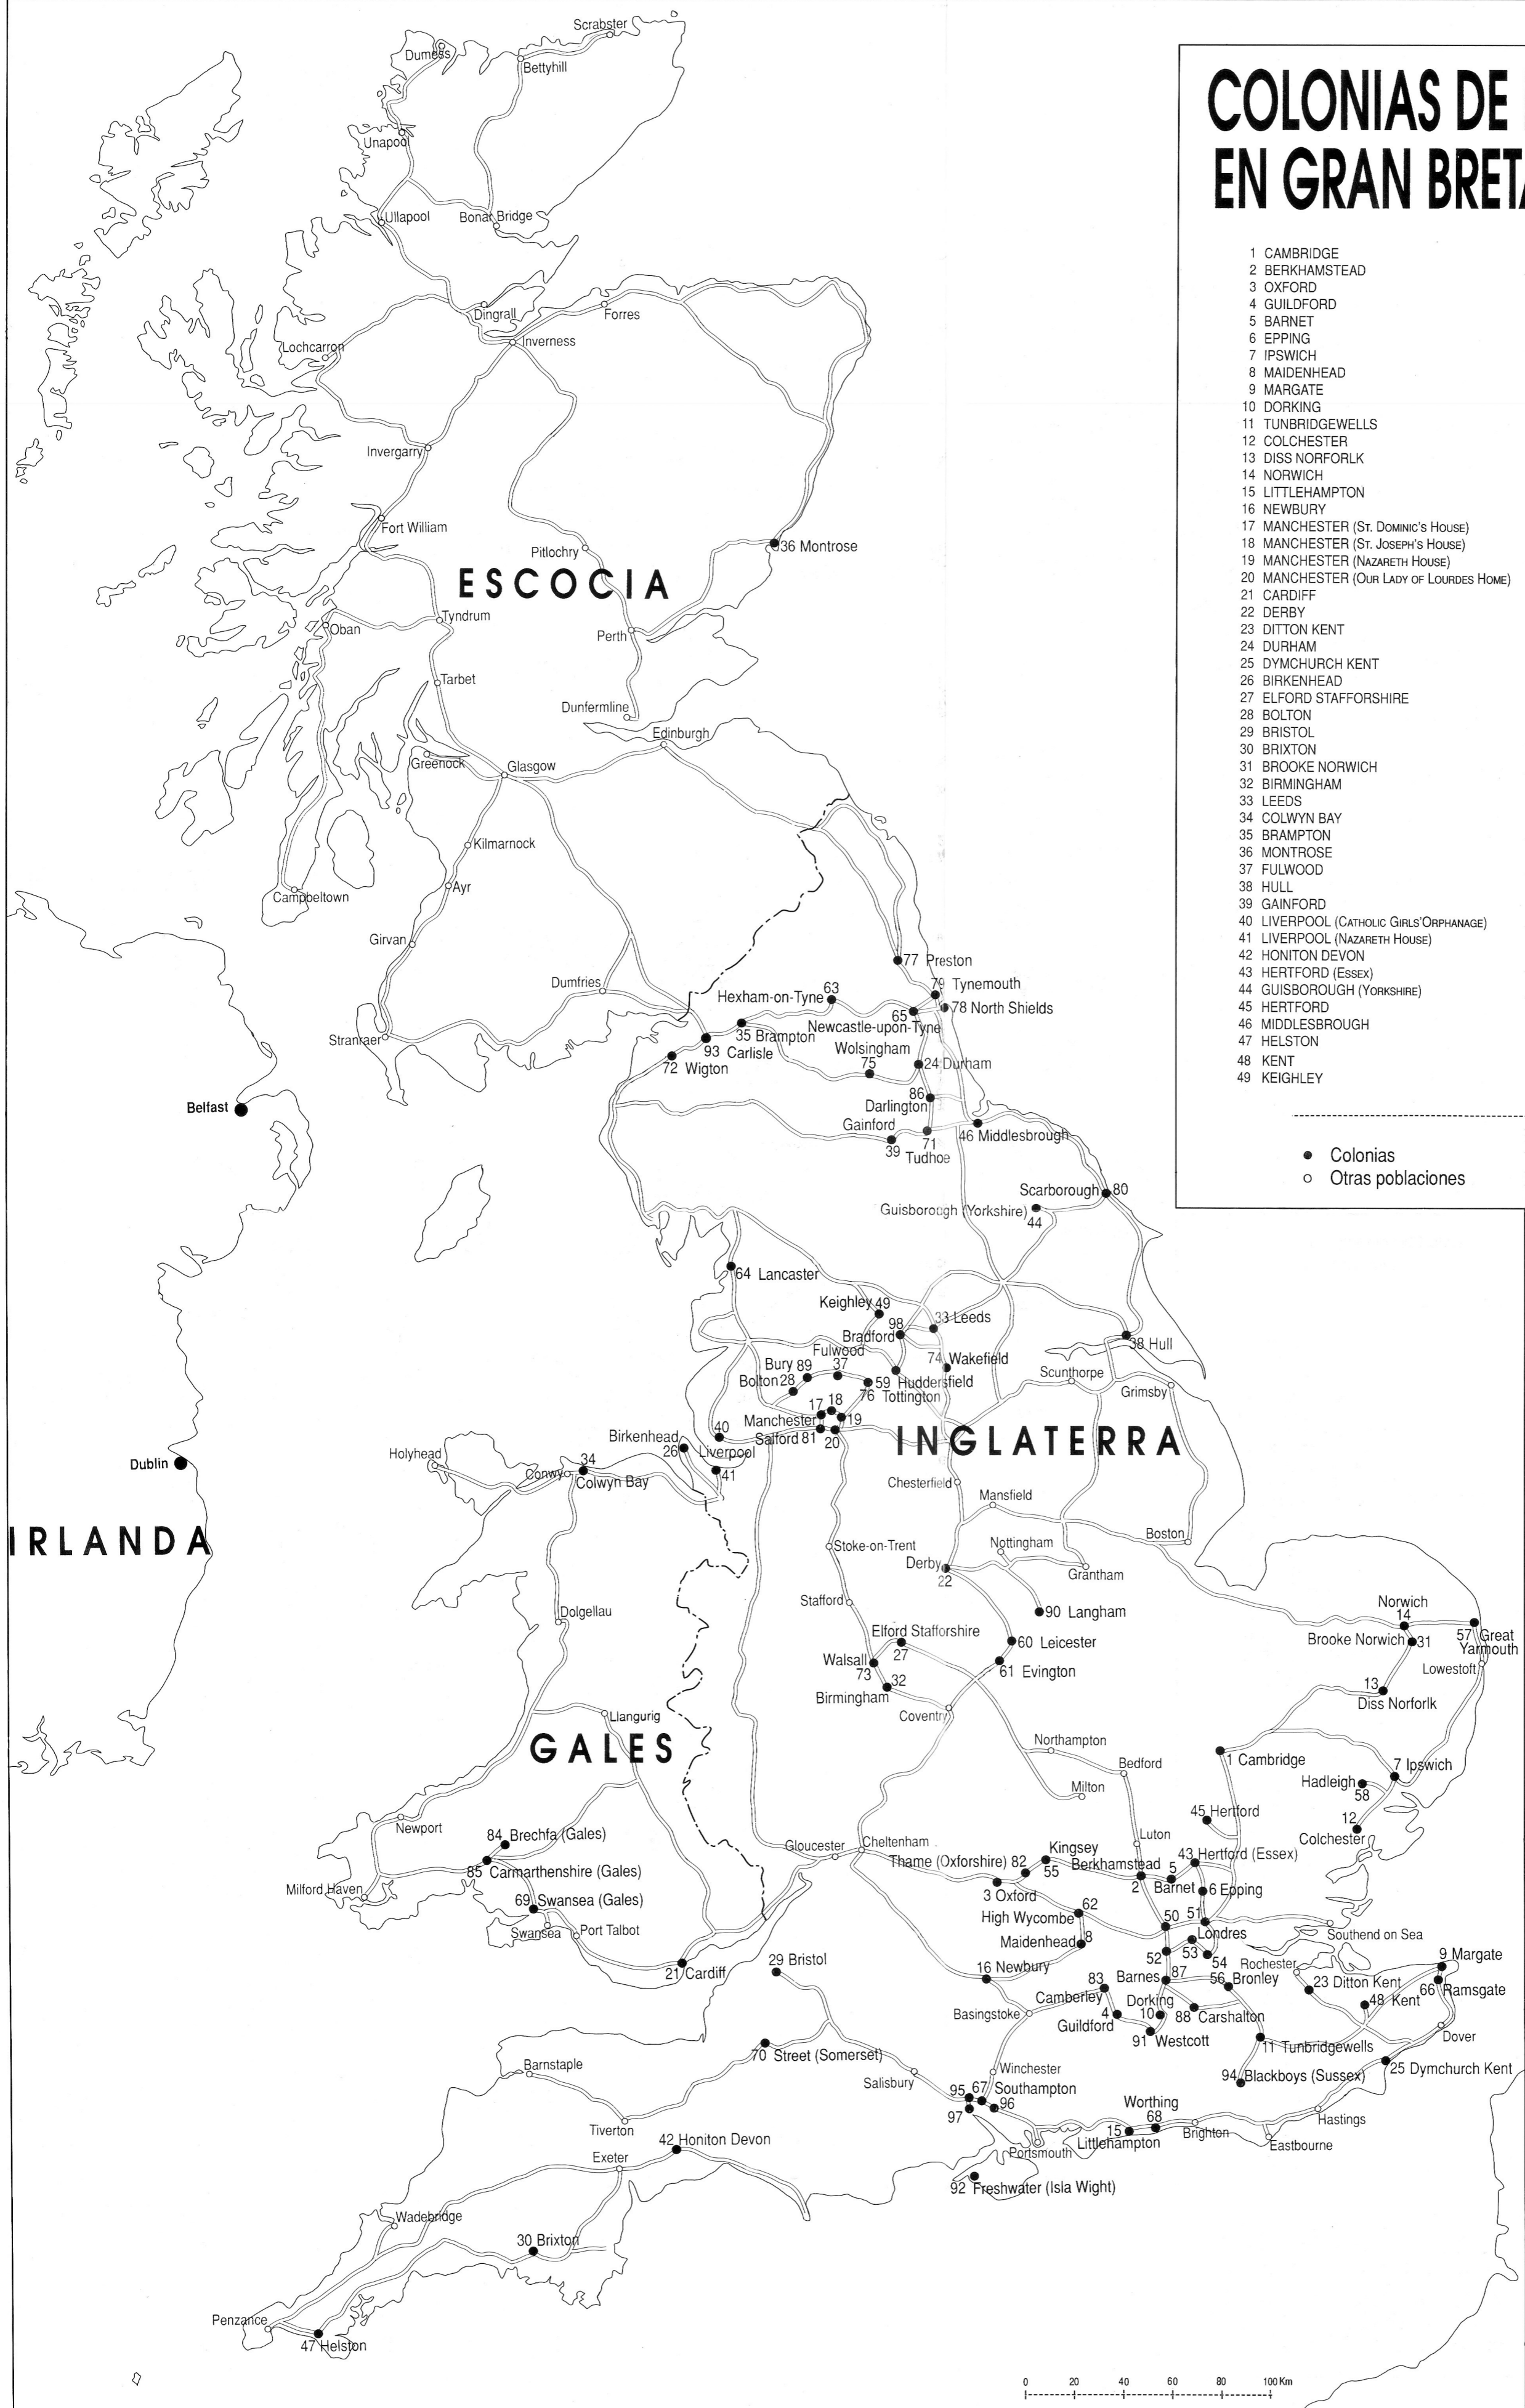 COLONIAS DE
EN GRAN BRETA
1 CAMBRIDGE
2 BERKHAMSTEAD
3 OXFORD
4 GUILDFORD
5 BARNET
6 EPPING
7 IPSWICH
8 MAIDENHEAD
9 MARGATE
10 DORKING
11 TUNBRIDGEWELLS
12 COLCHESTER
13 DISS NORFORLK
14 NORWICH
15 LITTLEHAMPTON
16 NEWBURY
17 MANCHESTER (ST. DOMINIC'S HOUSE)
18 MANCHESTER (ST. JOSEPH'S HOUSE)
19 MANCHESTER (NAZARETH HOUSE)
20 MANCHESTER (OUR LADY OF LOURDES HOME)
21 CARDIFF
22 DERBY
23 DITTON KENT
24 DURHAM
25 DYMCHURCH KENT
26 BIRKENHEAD
27 ELFORD STAFFORSHIRE
28 BOLTON
29 BRISTOL
30 BRIXTON
31 BROOKE NORWICH
32 BIRMINGHAM
33 LEEDS
34 COLWYN BAY
35 BRAMPTON
36 MONTROSE
37 FULWOOD
38 HULL
39 GAINFORD
40 LIVERPOOL (CATHOLIC GIRLS'ORPHANAGE)
41 LIVERPOOL (NAZARETH HOUSE)
42 HONITON DEVON
43 HERTFORD (ESSEX)
44 GUISBOROUGH (YORKSHIRE)
45 HERTFORD
46 MIDDLESBROUGH
47 HELSTON
48 KENT
49 KEIGHLEY
Colonias
Otras poblaciones
Scrabster
Dumess
Bettyhill
Unapool
Ullapool
Bonar Bridge
Dingrall
Forres
Lochcarron
Inverness
Invergarry
Fort William
Pitlochry
36 Montrose
ESCOCIA
Tyndrum
Oban
Perth
Tarbet
Dunfermline
Edinburgh
Greenock
Glasgow
Kilmarnock
Ayr
Campbeltown
Girvan
Dumfries
Stranraer
77 Preston
79 Tynemouth
63
Hexham-on-Tyne
78 North Shields
65
Newcastle-upon-Tyne
35 Brampton
93 Carlisle
72 Wigton
Wolsingham
75
24 Durham
86
Darlington
Gainford
39
71
Tudhoe
46 Middlesbrough
Belfast
Scarborough 80
Guisborough (Yorkshire)
44
64 Lancaster
Keighley 49
33 Leeds
98
Bradford
38 Hull
Fulwood
37
74 Wakefield
Bury 89
Bolton 28
59 Huddersfield
76 Tottington
Scunthorpe
Grimsby
17 18
Manchester
19
Salford 81
20
INGLATERRA
40
Birkenhead
26
Liverpool
41
Holyhead
Conwy
34
Colwyn Bay
Dublin
IRLANDA
Chesterfield
Mansfield
Nottingham
Boston
Stoke-on-Trent
Derby
22
Grantham
Stafford
90 Langham
Dolgellau
Elford Stafforshire
27
60 Leicester
61 Evington
Walsall
73
32
Birmingham
Coventry
Norwich
14
Brooke Norwich 31
57 Great
Yarmouth
Lowestoft
13
Diss Norforlk
Llangurig
GALES
Northampton
Bedford
Milton
1 Cambridge
7 Ipswich
Hadleigh
58
12
Colchester
45 Hertford
Newport
84 Brechfa (Gales)
85 Carmarthenshire (Gales)
Milford Haven
69 Swansea (Gales)
Swansea
Port Talbot
21 Cardiff
Gloucester
Cheltenham
Luton
Thame (Oxforshire) 82
Kingsey
55
3 Oxford
Berkhamstead
2
5
Barnet
43 Hertford (Essex)
6 Epping
62
High Wycombe
Maidenhead 8
50
51
Londres
52
53
54
Southend on Sea
29 Bristol
16 Newbury
Barnes 87
56 Bronley
Rochester
23 Ditton Kent
9 Margate
66 Ramsgate
48 Kent
83
Camberley
4
Guildford
Dorking
10
88 Carshalton
91 Westcott
Basingstoke
11 Tunbridgewells
Dover
25 Dymchurch Kent
94 Blackboys (Sussex)
70 Street (Somerset)
Barnstaple
Salisbury
Winchester
95 67 Southampton
97
96
Worthing
68
15
Littlehampton
Brighton
Hastings
Eastbourne
Portsmouth
Tiverton
42 Honiton Devon
Exeter
92 Freshwater (Isla Wight)
Wadebridge
30 Brixton
Penzance
47 Helston
0 20 40 60 80 100 Km